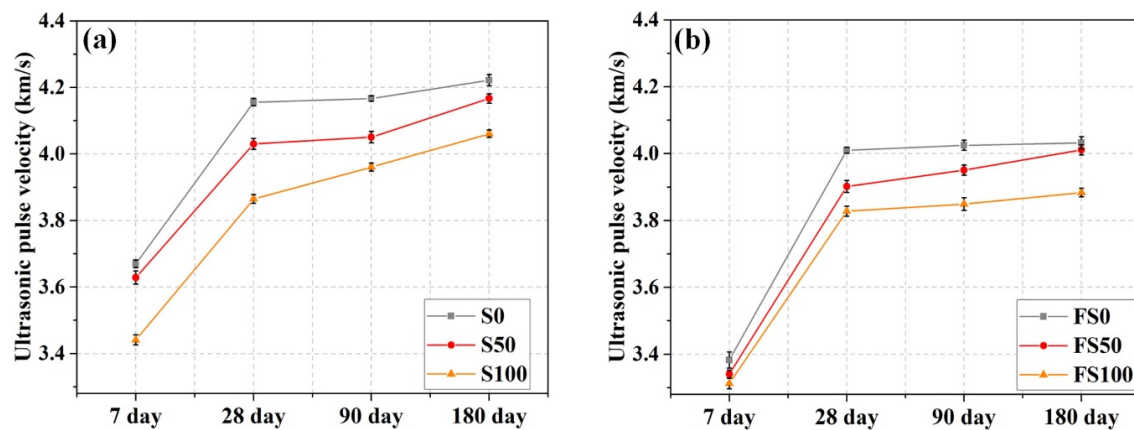 (a)
Ultrasonic pulse velocity (km/s)
4.4
4.2
4.0
3.8
3.6
3.4
7 day 28 day 90 day 180 day
S0
S50
S100
(b)
Ultrasonic pulse velocity (km/s)
4.4
4.2
4.0
3.8
3.6
3.4
7 day 28 day 90 day 180 day
FS0
FS50
FS100